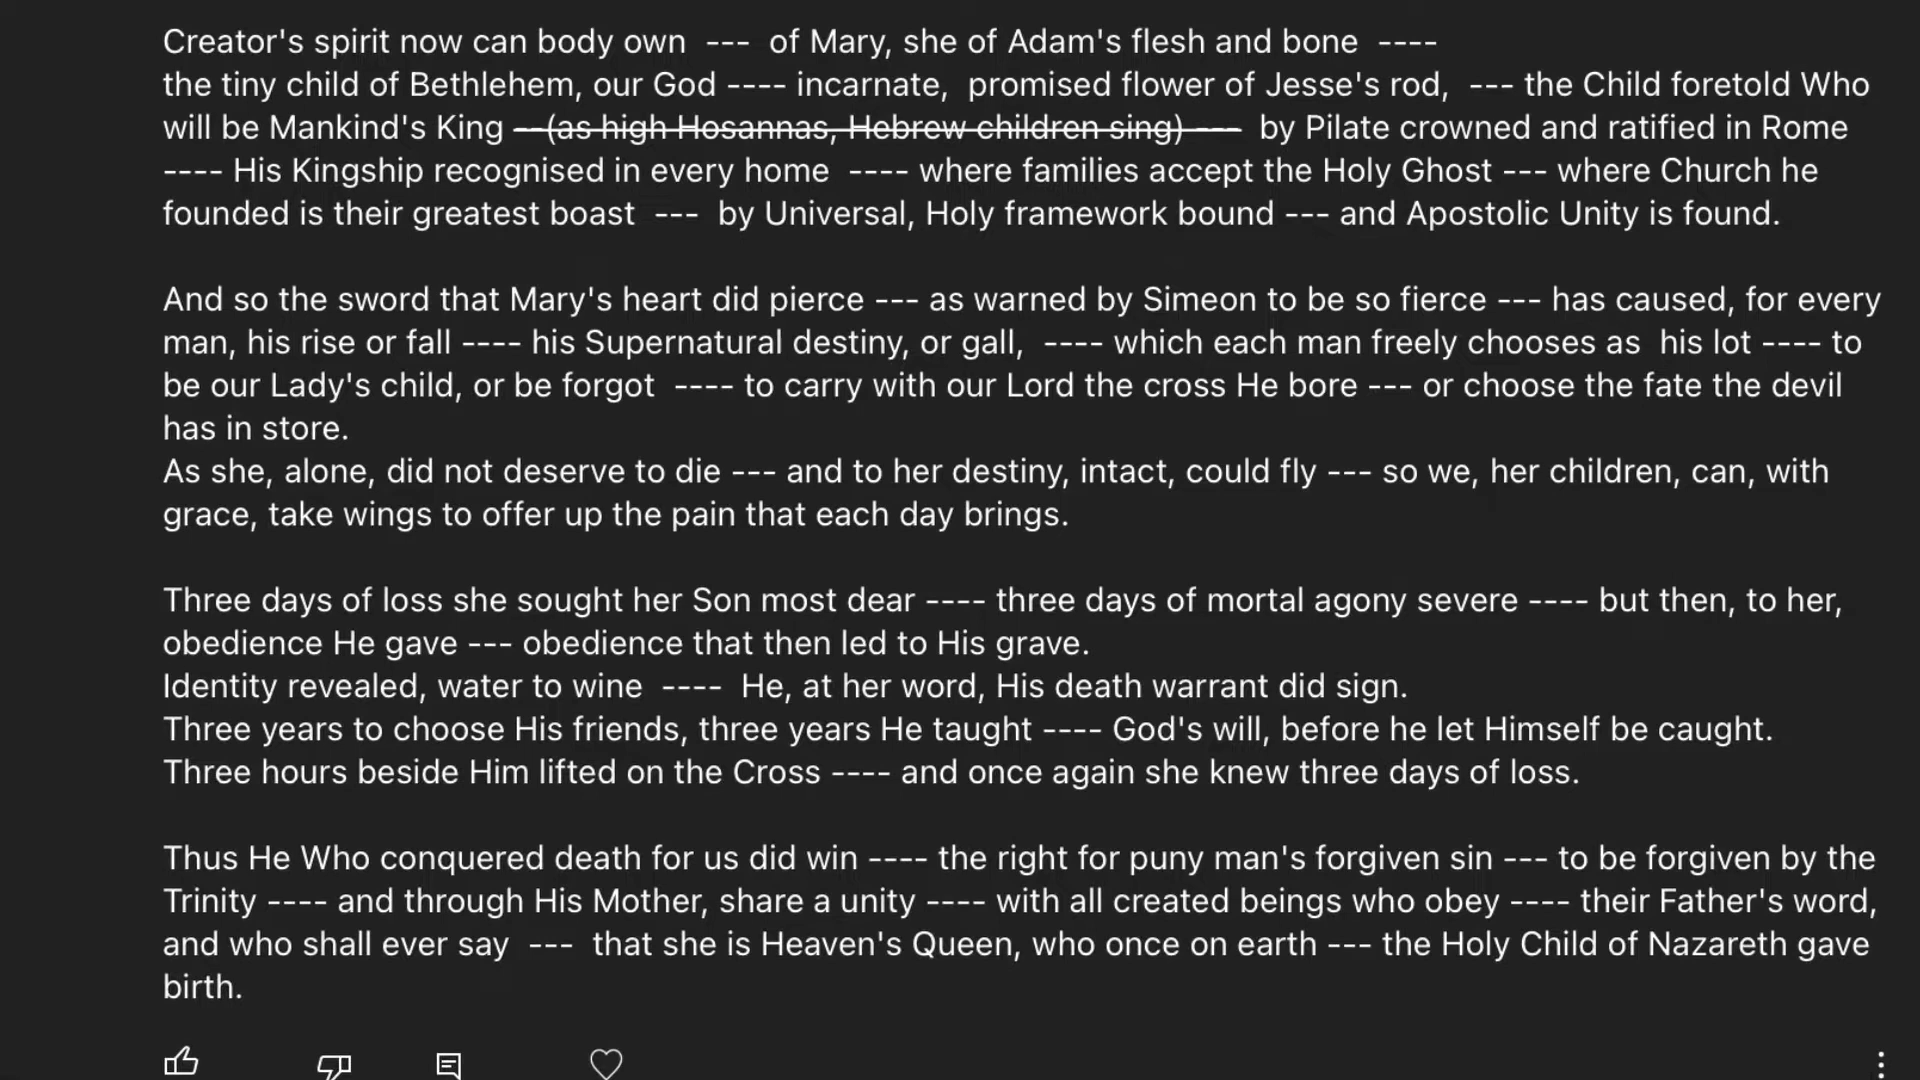 Creator's spirit now can body own  ---  of Mary, she of Adam's flesh and bone  ----
the tiny child of Bethlehem, our God ---- incarnate,  promised flower of Jesse's rod,  --- the Child foretold Who
will be Mankind's King --(as high Hosannas, Hebrew children sing) ---  by Pilate crowned and ratified in Rome
---- His Kingship recognised in every home  ---- where families accept the Holy Ghost --- where Church he
founded is their greatest boast  ---  by Universal, Holy framework bound --- and Apostolic Unity is found.

And so the sword that Mary's heart did pierce --- as warned by Simeon to be so fierce --- has caused, for every
man, his rise or fall ---- his Supernatural destiny, or gall,  ---- which each man freely chooses as  his lot ---- to
be our Lady's child, or be forgot  ---- to carry with our Lord the cross He bore --- or choose the fate the devil
has in store.
As she, alone, did not deserve to die --- and to her destiny, intact, could fly --- so we, her children, can, with
grace, take wings to offer up the pain that each day brings.

Three days of loss she sought her Son most dear ---- three days of mortal agony severe ---- but then, to her,
obedience He gave --- obedience that then led to His grave.
Identity revealed, water to wine  ----  He, at her word, His death warrant did sign.
Three years to choose His friends, three years He taught ---- God's will, before he let Himself be caught.
Three hours beside Him lifted on the Cross ---- and once again she knew three days of loss.

Thus He Who conquered death for us did win ---- the right for puny man's forgiven sin --- to be forgiven by the
Trinity ---- and through His Mother, share a unity ---- with all created beings who obey ---- their Father's word,
and who shall ever say  ---  that she is Heaven's Queen, who once on earth --- the Holy Child of Nazareth gave
birth.